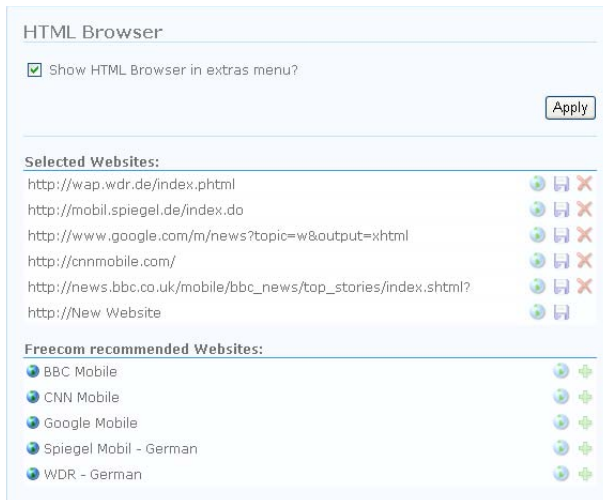 HTML Browser
Show HTML Browser in extras menu?
Apply
Selected Websites:
http://wap.wdr.de/index.phtml
http://mobil.spiegel.de/index.do
http://www.google.com/m/news?topic=w&output=xhtml
http://cnnmobile.com/
http://news.bbc.co.uk/mobile/bbc_news/top_stories/index.shtml?
http://New Website
Freecom recommended Websites:
BBC Mobile
CNN Mobile
Google Mobile
Spiegel Mobil - German
WDR - German